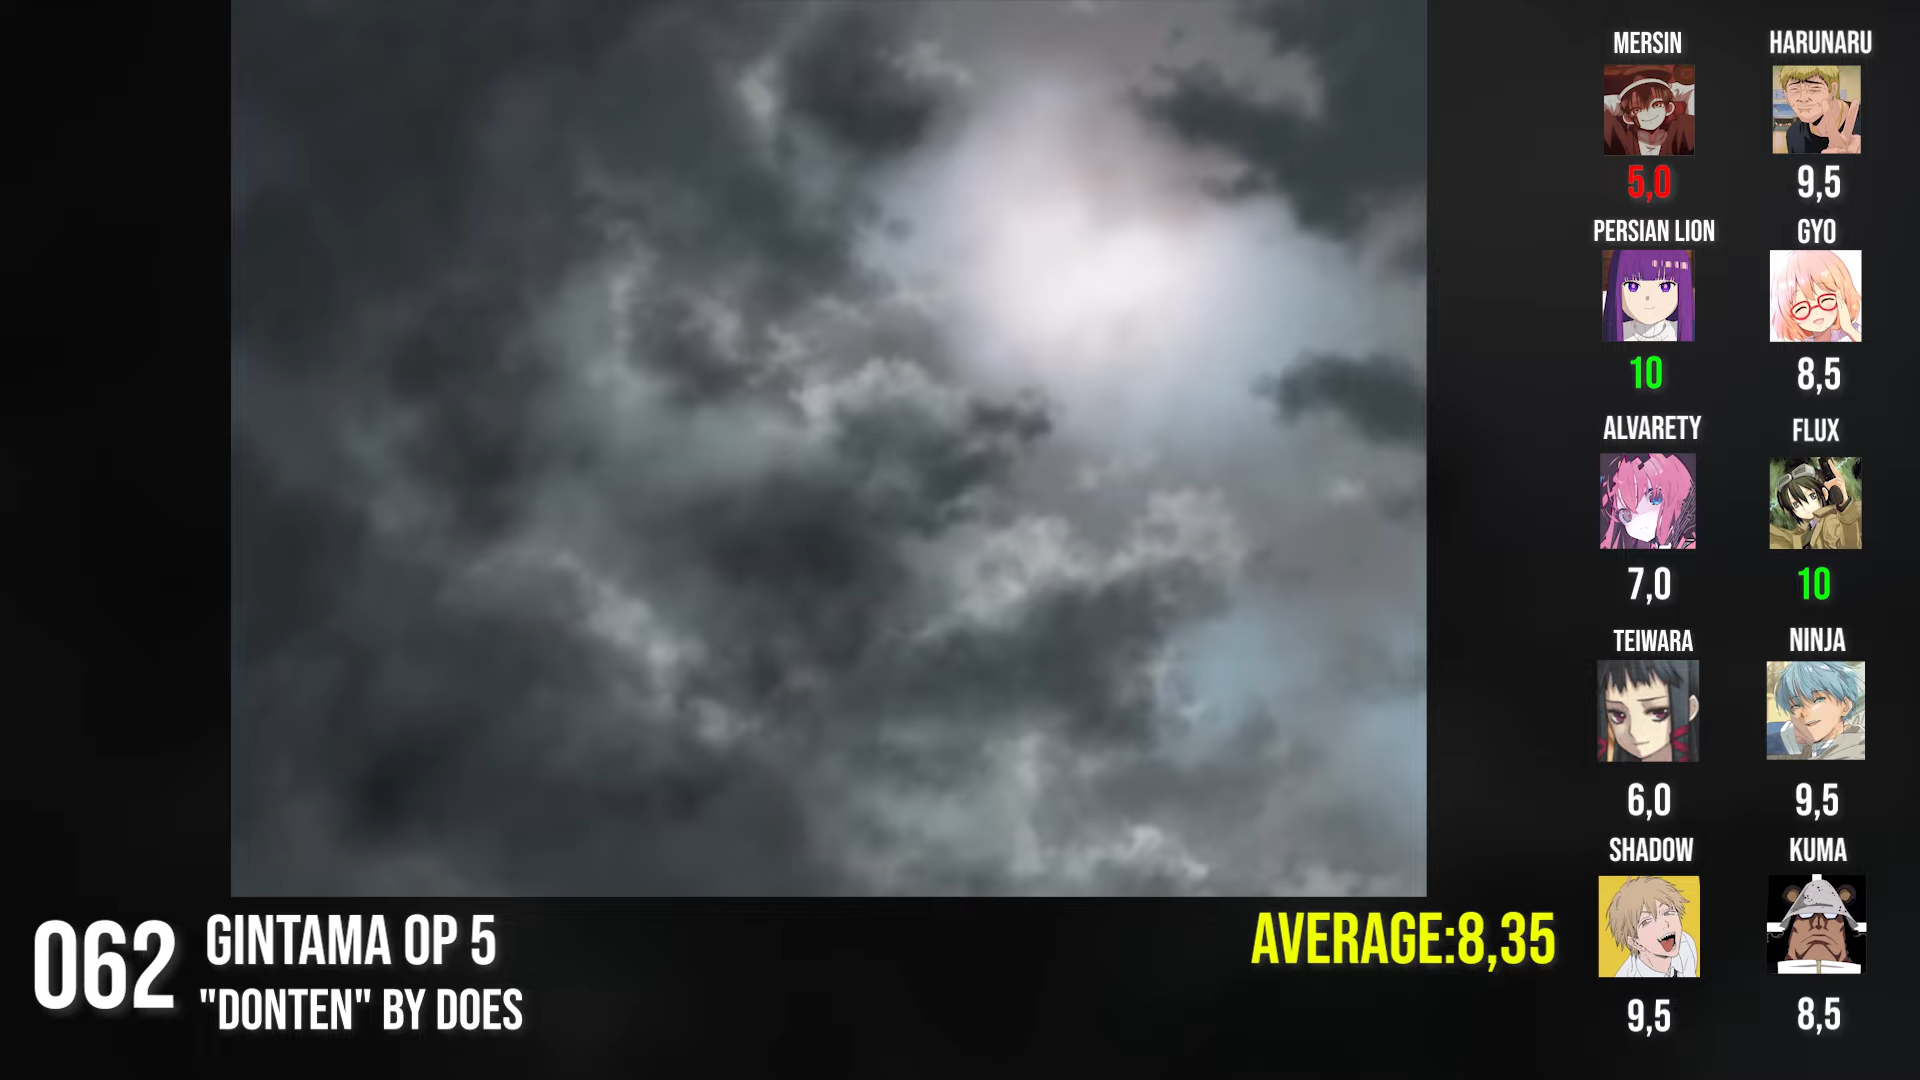 MERSIN
HARUNARU
5,0
9,5
PERSIAN LION
GYO
10
8,5
ALVARETY
FLUX
7,0
10
TEIWARA
NINJA
6,0
9,5
SHADOW
KUMA
9,5
8,5
062
GINTAMA OP 5
"DONTEN" BY DOES
AVERAGE:8,35